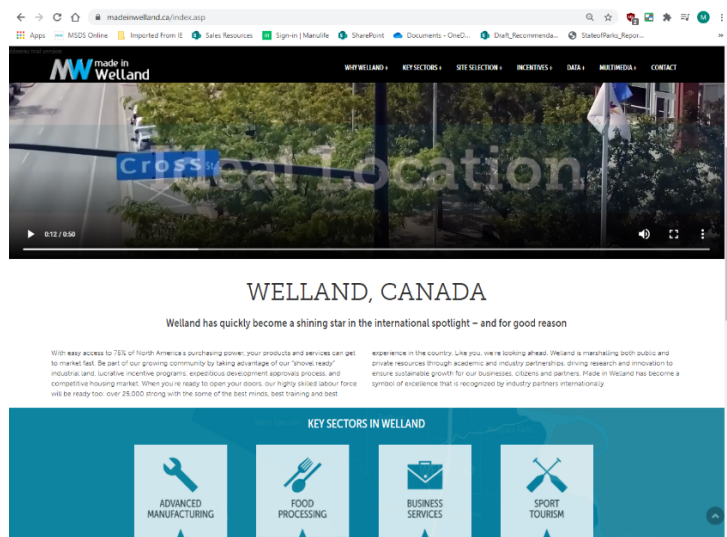 madeinwelland.ca/index.asp
Apps MSDS Online Imported From IE Sales Resources Sign-in | Manulife SharePoint Documents - OneD... Draft_Recommenda... StateofParks_Repor...
made in
MW Welland
WHY WELLAND + KEY SECTORS + SITE SELECTION + INCENTIVES + DATA + MULTIMEDIA + CONTACT
Cross St
Ideal Location
0:12 / 0:50
WELLAND, CANADA
Welland has quickly become a shining star in the international spotlight – and for good reason
With easy access to 75% of North America's purchasing power, your products and services can get
to market fast. Be part of our growing community by taking advantage of our "shovel ready"
industrial land, lucrative incentive programs, expeditious development approvals process, and
competitive housing market. When you're ready to open your doors, our highly skilled labour force
will be ready too: over 25,000 strong with the some of the best minds, best training and best
experience in the country. Like you, we're looking ahead. Welland is marshalling both public and
private resources through academic and industry partnerships, driving research and innovation to
ensure sustainable growth for our businesses, citizens and partners. Made in Welland has become a
symbol of excellence that is recognized by industry partners internationally.
KEY SECTORS IN WELLAND
ADVANCED
MANUFACTURING
FOOD
PROCESSING
BUSINESS
SERVICES
SPORT
TOURISM